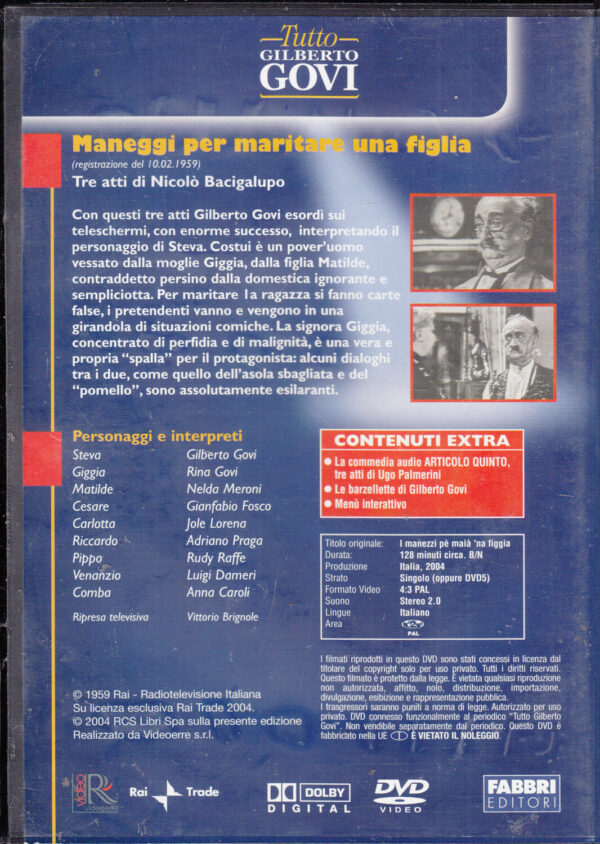 Tutto
GILBERTO
GOVI
Maneggi per maritare una figlia
(registrazione del 10.02.1959)
Tre atti di Nicolò Bacigalupo
Con questi tre atti Gilberto Govi esordì sui
teleschermi, con enorme successo, interpretando il
personaggio di Steva. Costui è un pover'uomo
vessato dalla moglie Giggia, dalla figlia Matilde,
contraddetto persino dalla domestica ignorante e
sempliciotta. Per maritare la ragazza si fanno carte
false, i pretendenti vanno e vengono in una
girandola di situazioni comiche. La signora Giggia,
concentrato di perfidia e di malignità, è una vera e
propria “spalla” per il protagonista: alcuni dialoghi
tra i due, come quello dell'asola sbagliata e del
“pomello”, sono assolutamente esilaranti.
Personaggi e interpreti
Steva Gilberto Govi
Giggia Rina Govi
Matilde Nelda Meroni
Cesare Gianfabio Fosco
Carlotta Jole Lorena
Riccardo Adriano Praga
Pippo Rudy Raffe
Venanzio Luigi Dameri
Comba Anna Caroli
Ripresa televisiva Vittorio Brignole
CONTENUTI EXTRA
La commedia audio ARTICOLO QUINTO,
tre atti di Ugo Palmerini
Le barzellette di Gilberto Govi
Menù interattivo
Titolo originale: I manezzi pè maiâ 'na figgia
Durata: 128 minuti circa. B/N
Produzione Italia, 2004
Strato Singolo (oppure DVD5)
Formato Video 4:3 PAL
Suono Stereo 2.0
Lingue Italiano
Area 2
PAL
I filmati riprodotti in questo DVD sono stati concessi in licenza dal
titolare del copyright solo per uso privato. Tutti i diritti riservati.
Questo filmato e protetto dalla legge. È vietata qualsiasi riproduzione
non autorizzata, affitto, nolo, distribuzione, importazione,
divulgazione, esibizione e rappresentazione pubblica.
I trasgressori saranno puniti a norma di legge. Autorizzato per uso
privato. DVD connesso funzionalmente al periodico “Tutto Gilberto
Govi”. Non vendibile separatamente dal periodico. Questo DVD è
fabbricato nella UE I È VIETATO IL NOLEGGIO.
© 1959 Rai - Radiotelevisione Italiana
Su licenza esclusiva Rai Trade 2004.
© 2004 RCS Libri Spa sulla presente edizione
Realizzato da Videoerre s.r.l.
video R videoerre
Rai Trade
DOLBY
DIGITAL
DVD
VIDEO
FABBRI
EDITORI